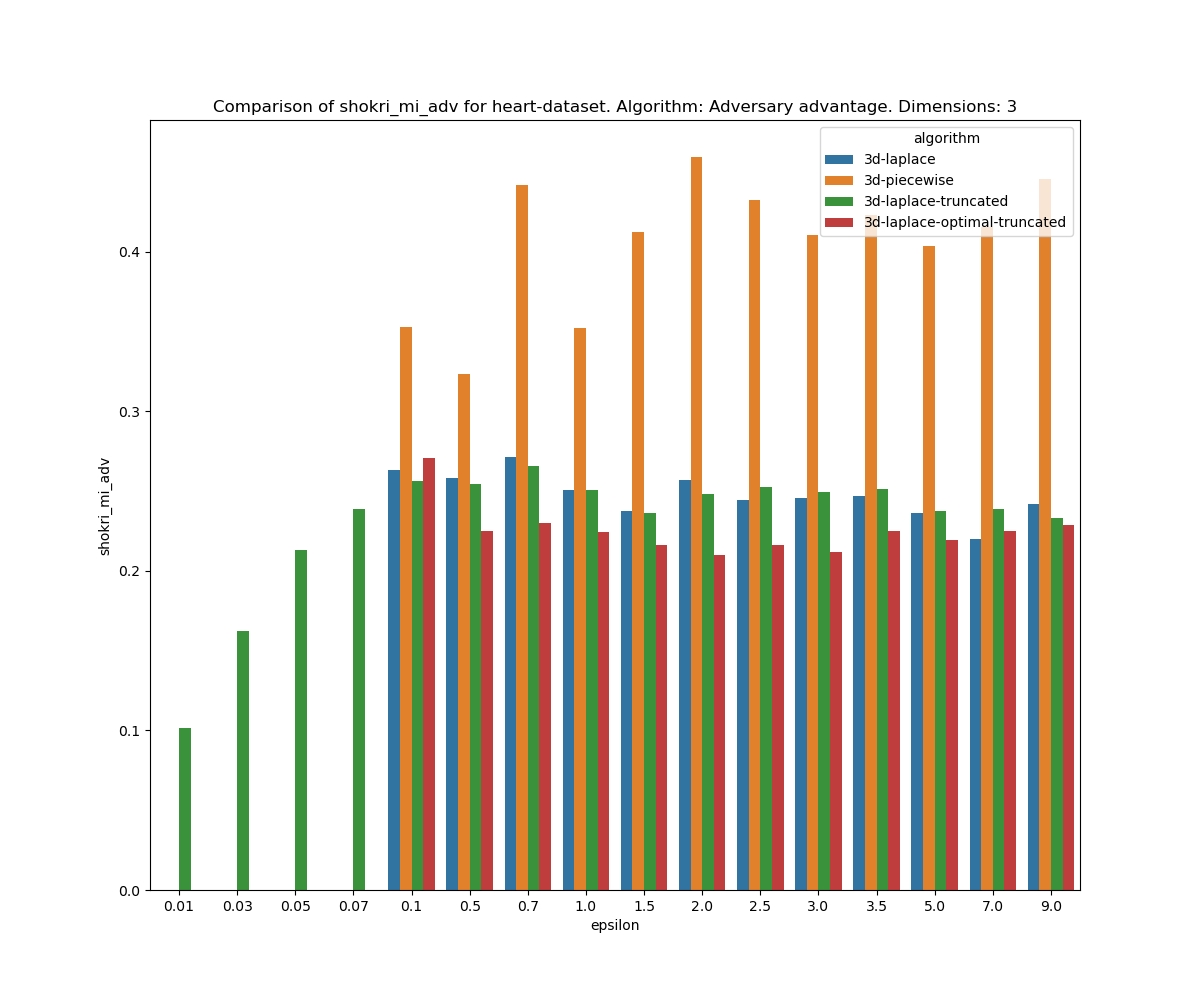 Comparison of shokri_mi_adv for heart-dataset. Algorithm: Adversary advantage. Dimensions: 3
algorithm
3d-laplace
3d-piecewise
3d-laplace-truncated
3d-laplace-optimal-truncated
shokri_mi_adv
0.4
0.3
0.2
0.1
0.0
0.01 0.03 0.05 0.07 0.1 0.5 0.7 1.0 1.5 2.0 2.5 3.0 3.5 5.0 7.0 9.0
epsilon